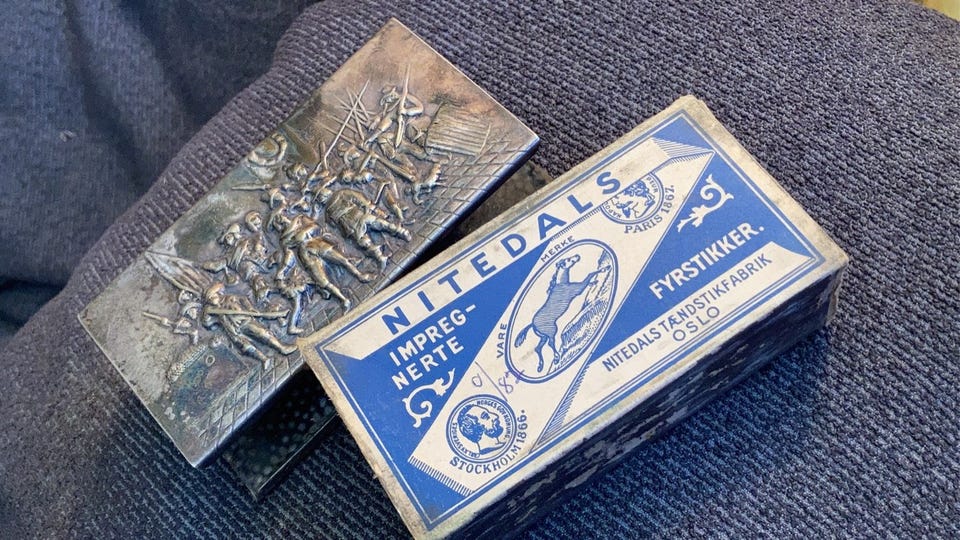 NITEDALS
IMPREG-
NERTE
VARE MERKE
PARIS 1867.
FYRSTIKKER.
NITEDALS TÆNDSTIKFABRIK
OSLO
STOCKHOLM 1866.